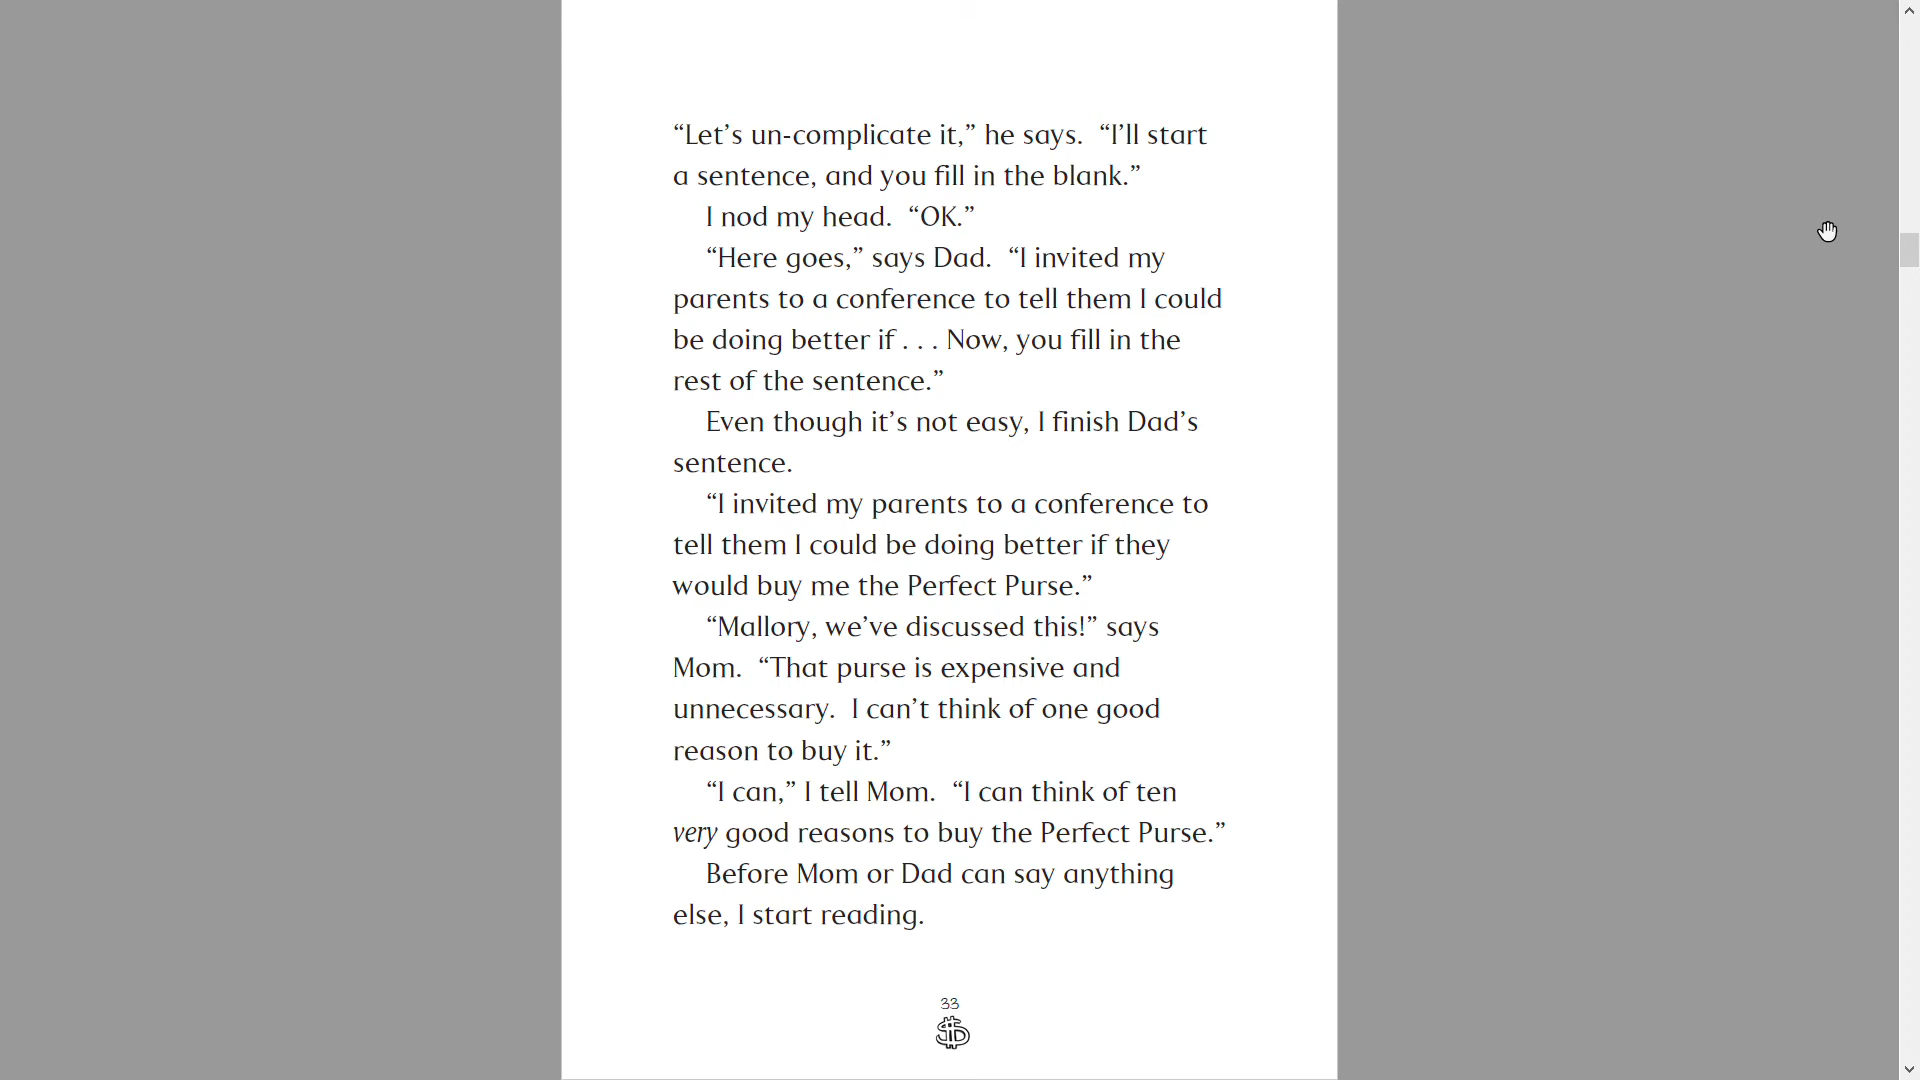 “Let’s un-complicate it,” he says.  “I’ll start
a sentence, and you fill in the blank.”
I nod my head.  “OK.”
“Here goes,” says Dad.  “I invited my
parents to a conference to tell them I could
be doing better if . . . Now, you fill in the
rest of the sentence.”
Even though it’s not easy, I finish Dad’s
sentence.
“I invited my parents to a conference to
tell them I could be doing better if they
would buy me the Perfect Purse.”
“Mallory, we’ve discussed this!” says
Mom.  “That purse is expensive and
unnecessary.  I can’t think of one good
reason to buy it.”
“I can,” I tell Mom.  “I can think of ten
very good reasons to buy the Perfect Purse.”
Before Mom or Dad can say anything
else, I start reading.
33